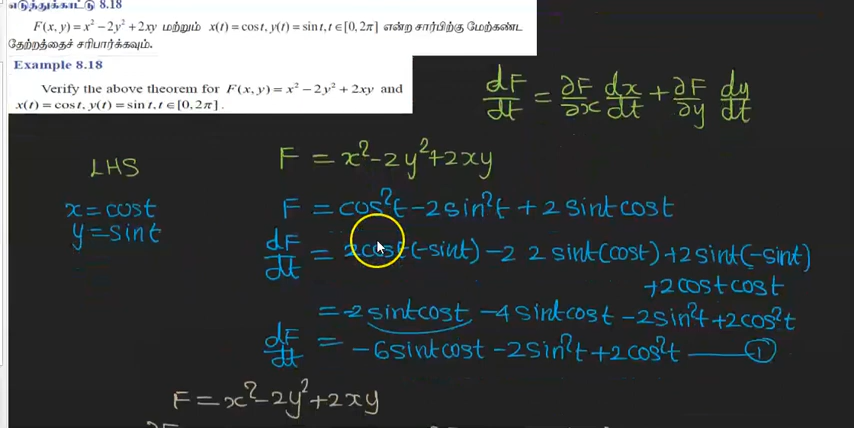 எடுத்துக்காட்டு 8.18
F(x, y) = x² − 2y² + 2xy மற்றும் x(t) = cos t, y(t) = sin t, t ∈ [0, 2π] என்ற சார்பிற்கு மேற்கண்ட
தேற்றத்தைச் சரிபார்க்கவும்.
Example 8.18
Verify the above theorem for F(x, y) = x² − 2y² + 2xy and
x(t) = cos t, y(t) = sin t, t ∈ [0, 2π].
dF/dt = ∂F/∂x dx/dt + ∂F/∂y dy/dt
LHS
x = cost
y = sint
F = x² − 2y² + 2xy
F = cos²t − 2sin²t + 2 sint cost
dF/dt = 2cost (−sint) − 2 2 sint(cost) + 2sint(−sint)
+ 2cost cost
= −2 sintcost − 4 sintcost − 2sin²t + 2cos²t
dF/dt = −6sintcost − 2sin²t + 2cos²t —— ①
F = x² − 2y² + 2xy